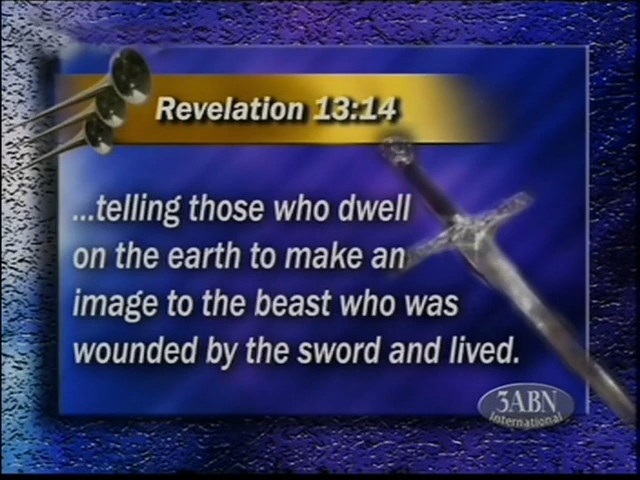 Revelation 13:14
...telling those who dwell
on the earth to make an
image to the beast who was
wounded by the sword and lived.
3ABN
International